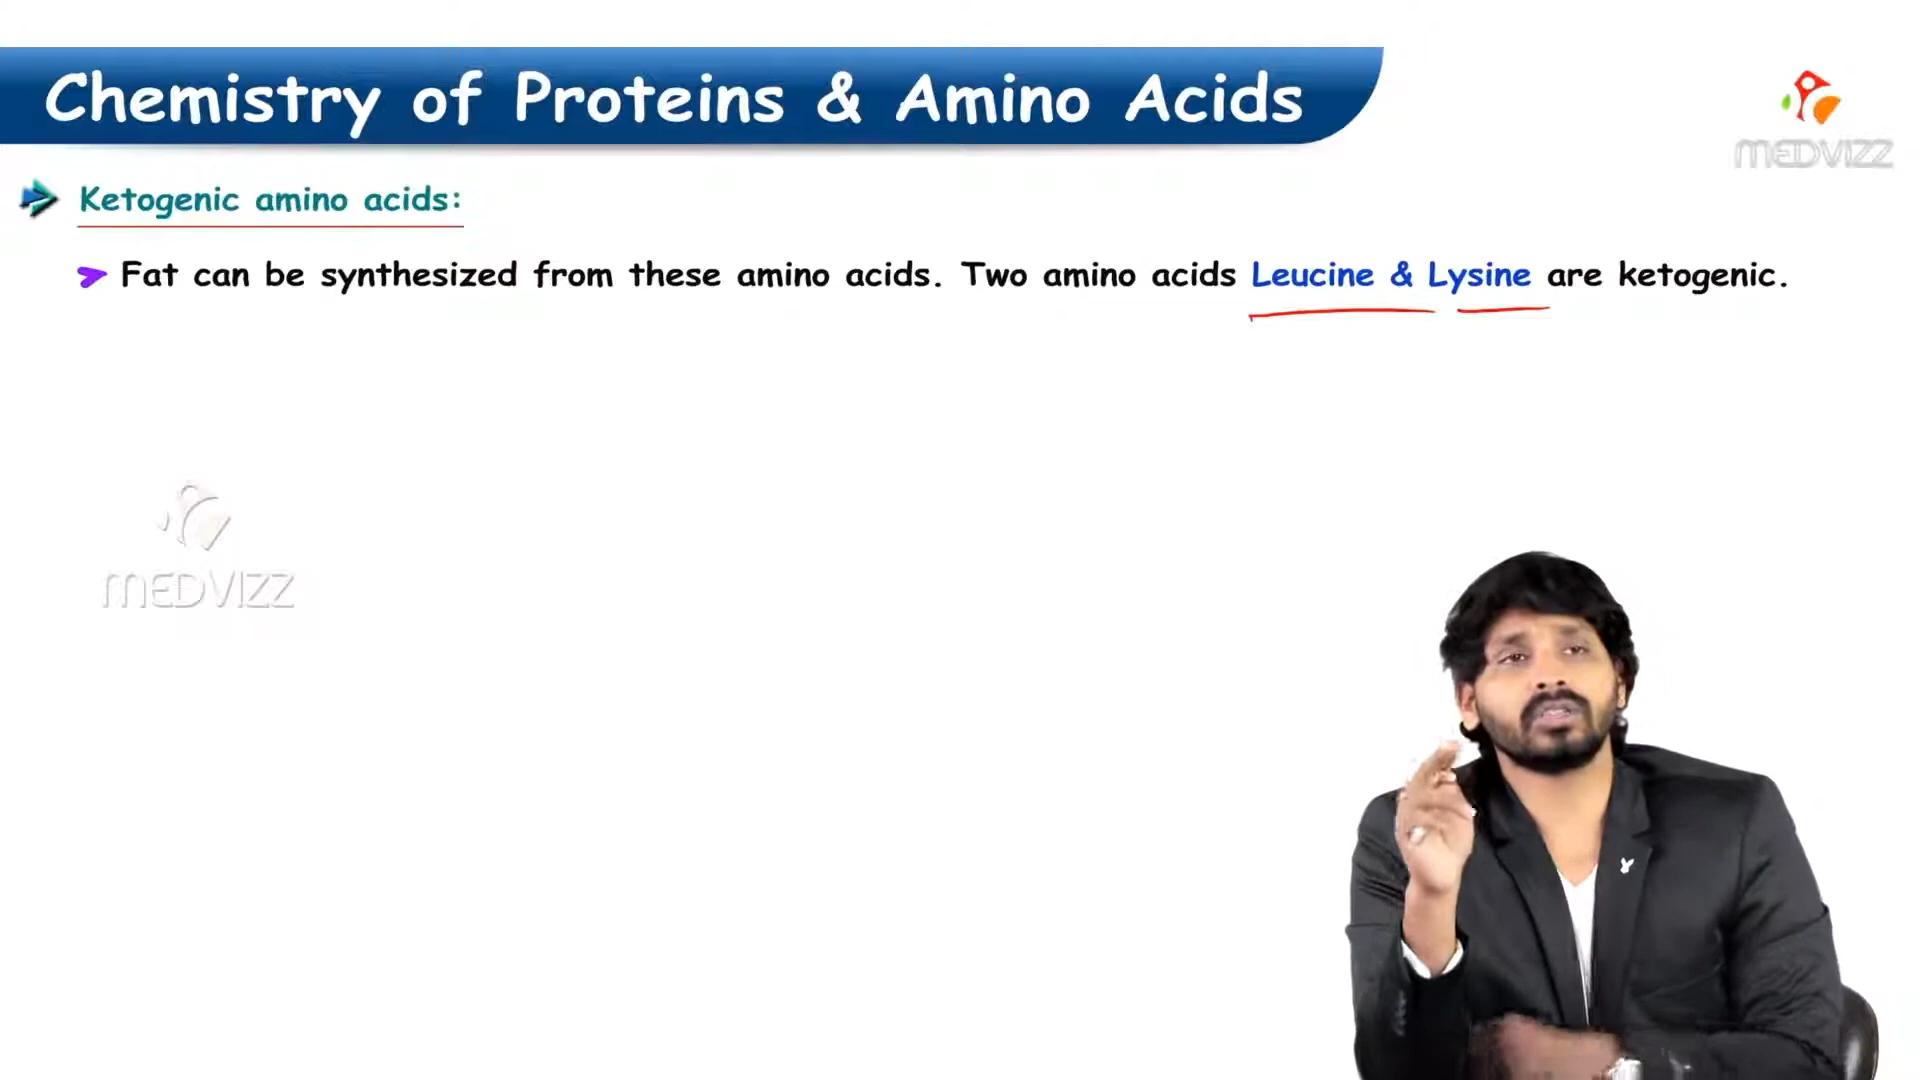 Chemistry of Proteins & Amino Acids
MEDVIZZ
Ketogenic amino acids:
Fat can be synthesized from these amino acids. Two amino acids Leucine & Lysine are ketogenic.
MEDVIZZ